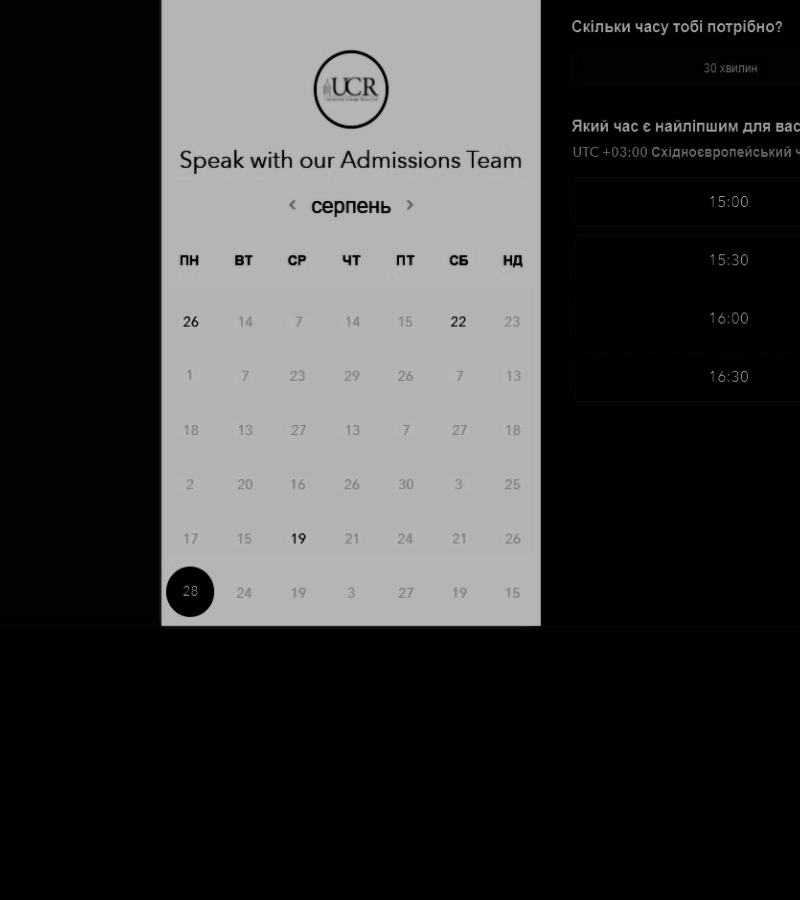 UCR
Speak with our Admissions Team
‹ серпень ›
ПН ВТ СР ЧТ ПТ СБ НД
26 14 7 14 15 22 23
1 7 23 29 26 7 13
18 13 27 13 7 27 18
2 20 16 26 30 3 25
17 15 19 21 24 21 26
28 24 19 3 27 19 15
Скільки часу тобі потрібно?
30 хвилин
Який час є найліпшим для вас
UTC +03:00 Східноєвропейський ч
15:00
15:30
16:00
16:30